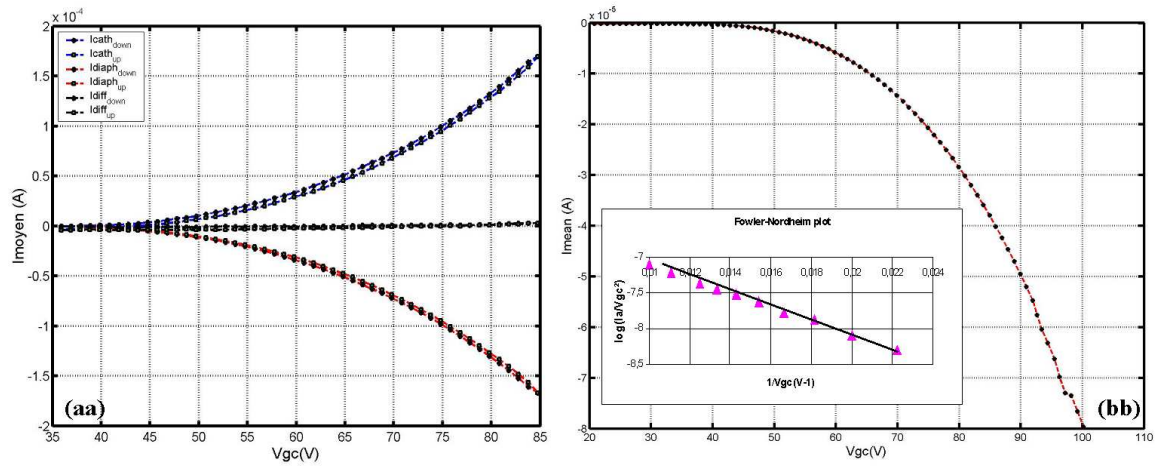 x 10⁻⁴
2
1.5
1
0.5
0
-0.5
-1
-1.5
-2
Imoyen (A)
Icath_down
Icath_up
Idiaph_down
Idiaph_up
Idiff_down
Idiff_up
(aa)
35 40 45 50 55 60 65 70 75 80 85
Vgc(V)
x 10⁻⁵
0
-1
-2
-3
-4
-5
-6
-7
-8
Imean (A)
Fowler-Nordheim plot
-7
0,01 0,012 0,014 0,016 0,018 0,02 0,022 0,024
-7,5
-8
-8,5
log(Ia/Vgc²)
1/Vgc(V-1)
(bb)
20 30 40 50 60 70 80 90 100 110
Vgc(V)